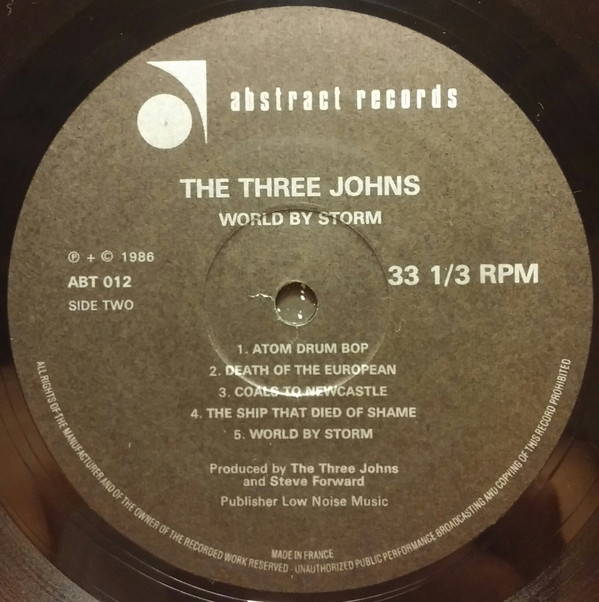 abstract records
THE THREE JOHNS
WORLD BY STORM
℗ + © 1986
ABT 012
33 1/3 RPM
SIDE TWO
1. ATOM DRUM BOP
2. DEATH OF THE EUROPEAN
3. COALS TO NEWCASTLE
4. THE SHIP THAT DIED OF SHAME
5. WORLD BY STORM
Produced by The Three Johns
and Steve Forward
Publisher Low Noise Music
MADE IN FRANCE
ALL RIGHTS OF THE MANUFACTURER AND OF THE OWNER OF THE RECORDED WORK RESERVED - UNAUTHORIZED PUBLIC PERFORMANCE BROADCASTING AND COPYING OF THIS RECORD PROHIBITED